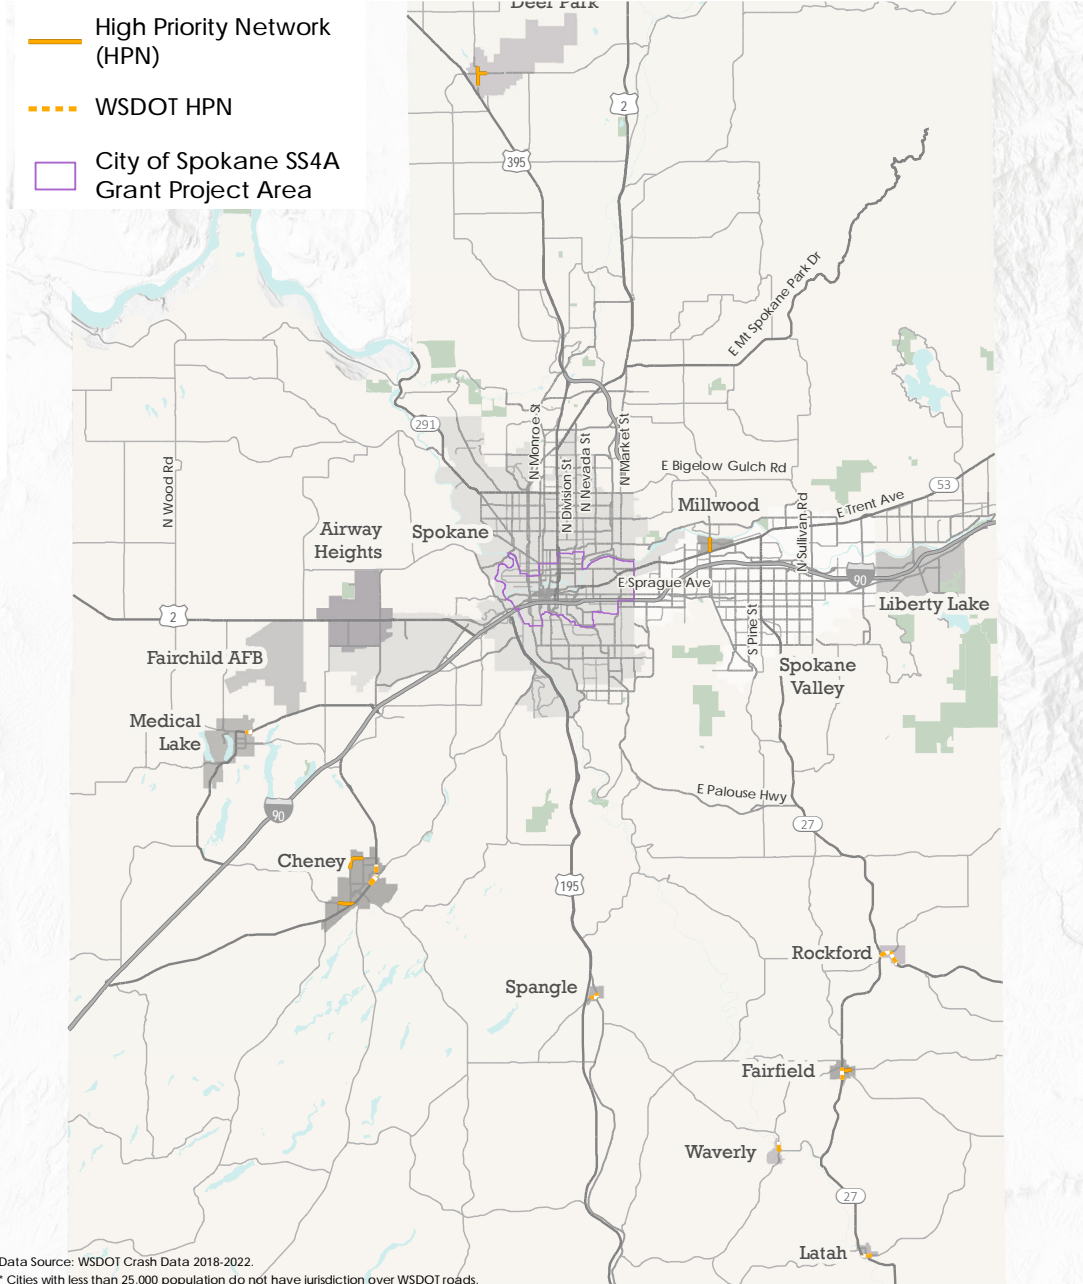 High Priority Network
(HPN)
WSDOT HPN
City of Spokane SS4A
Grant Project Area
Deer Park
2
395
E Mt Spokane Park Dr
291
N Monroe St
N Division St
N Nevada St
N Market St
E Bigelow Gulch Rd
N Wood Rd
Millwood
N Sullivan Rd
E Trent Ave
53
Airway
Heights
Spokane
E Sprague Ave
90
Liberty Lake
2
S Pine St
Fairchild AFB
Spokane
Valley
Medical
Lake
E Palouse Hwy
90
27
Cheney
195
Rockford
Spangle
Fairfield
Waverly
27
Latah
Data Source: WSDOT Crash Data 2018-2022.
* Cities with less than 25,000 population do not have jurisdiction over WSDOT roads.